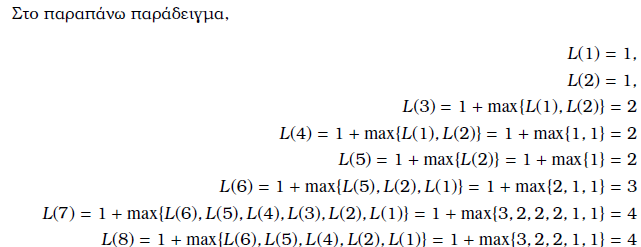 Στο παραπάνω παράδειγμα,
L(1) = 1,
L(2) = 1,
L(3) = 1 + max{L(1), L(2)} = 2
L(4) = 1 + max{L(1), L(2)} = 1 + max{1, 1} = 2
L(5) = 1 + max{L(2)} = 1 + max{1} = 2
L(6) = 1 + max{L(5), L(2), L(1)} = 1 + max{2, 1, 1} = 3
L(7) = 1 + max{L(6), L(5), L(4), L(3), L(2), L(1)} = 1 + max{3, 2, 2, 2, 1, 1} = 4
L(8) = 1 + max{L(6), L(5), L(4), L(2), L(1)} = 1 + max{3, 2, 2, 1, 1} = 4